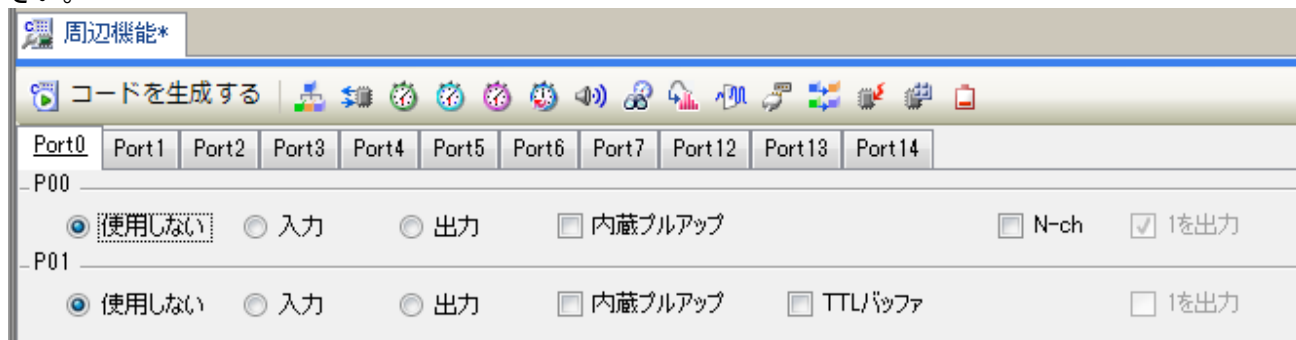 さい。
周辺機能*
コードを生成する
Port0 Port1 Port2 Port3 Port4 Port5 Port6 Port7 Port12 Port13 Port14
P00
使用しない 入力 出力 内蔵プルアップ N-ch 1を出力
P01
使用しない 入力 出力 内蔵プルアップ TTLバッファ 1を出力